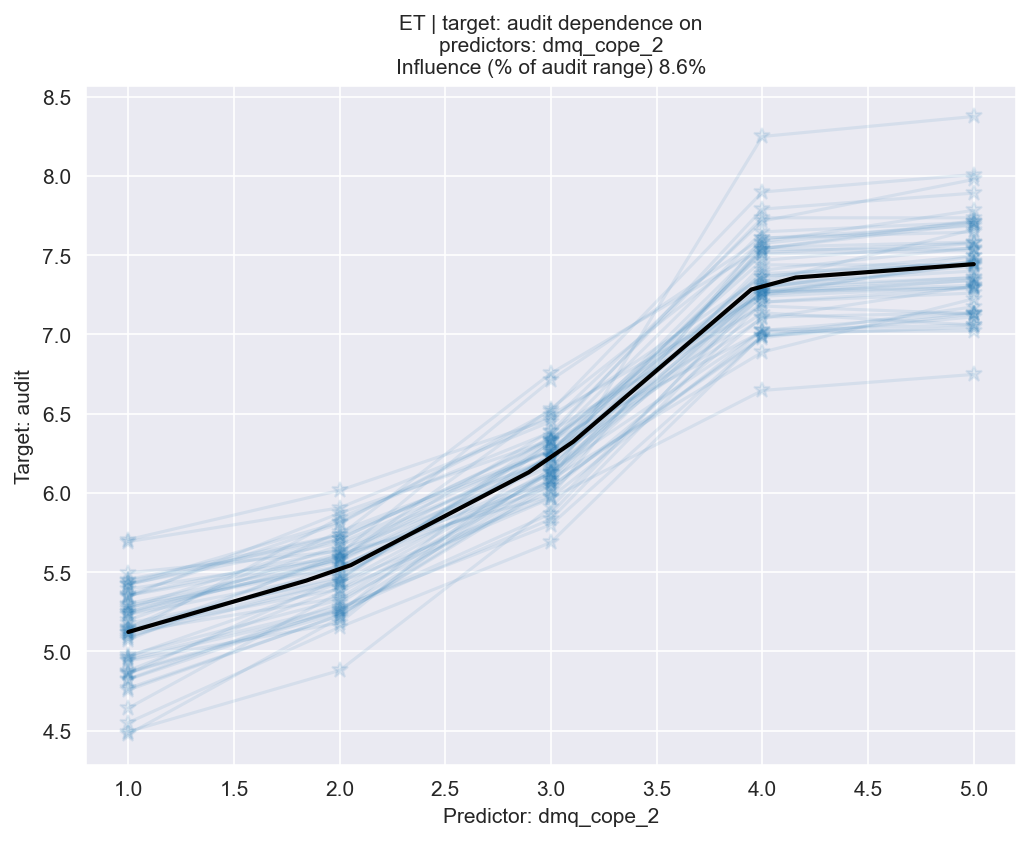 ET | target: audit dependence on
predictors: dmq_cope_2
Influence (% of audit range) 8.6%
8.5
8.0
7.5
7.0
6.5
6.0
5.5
5.0
4.5
Target: audit
1.0 1.5 2.0 2.5 3.0 3.5 4.0 4.5 5.0
Predictor: dmq_cope_2